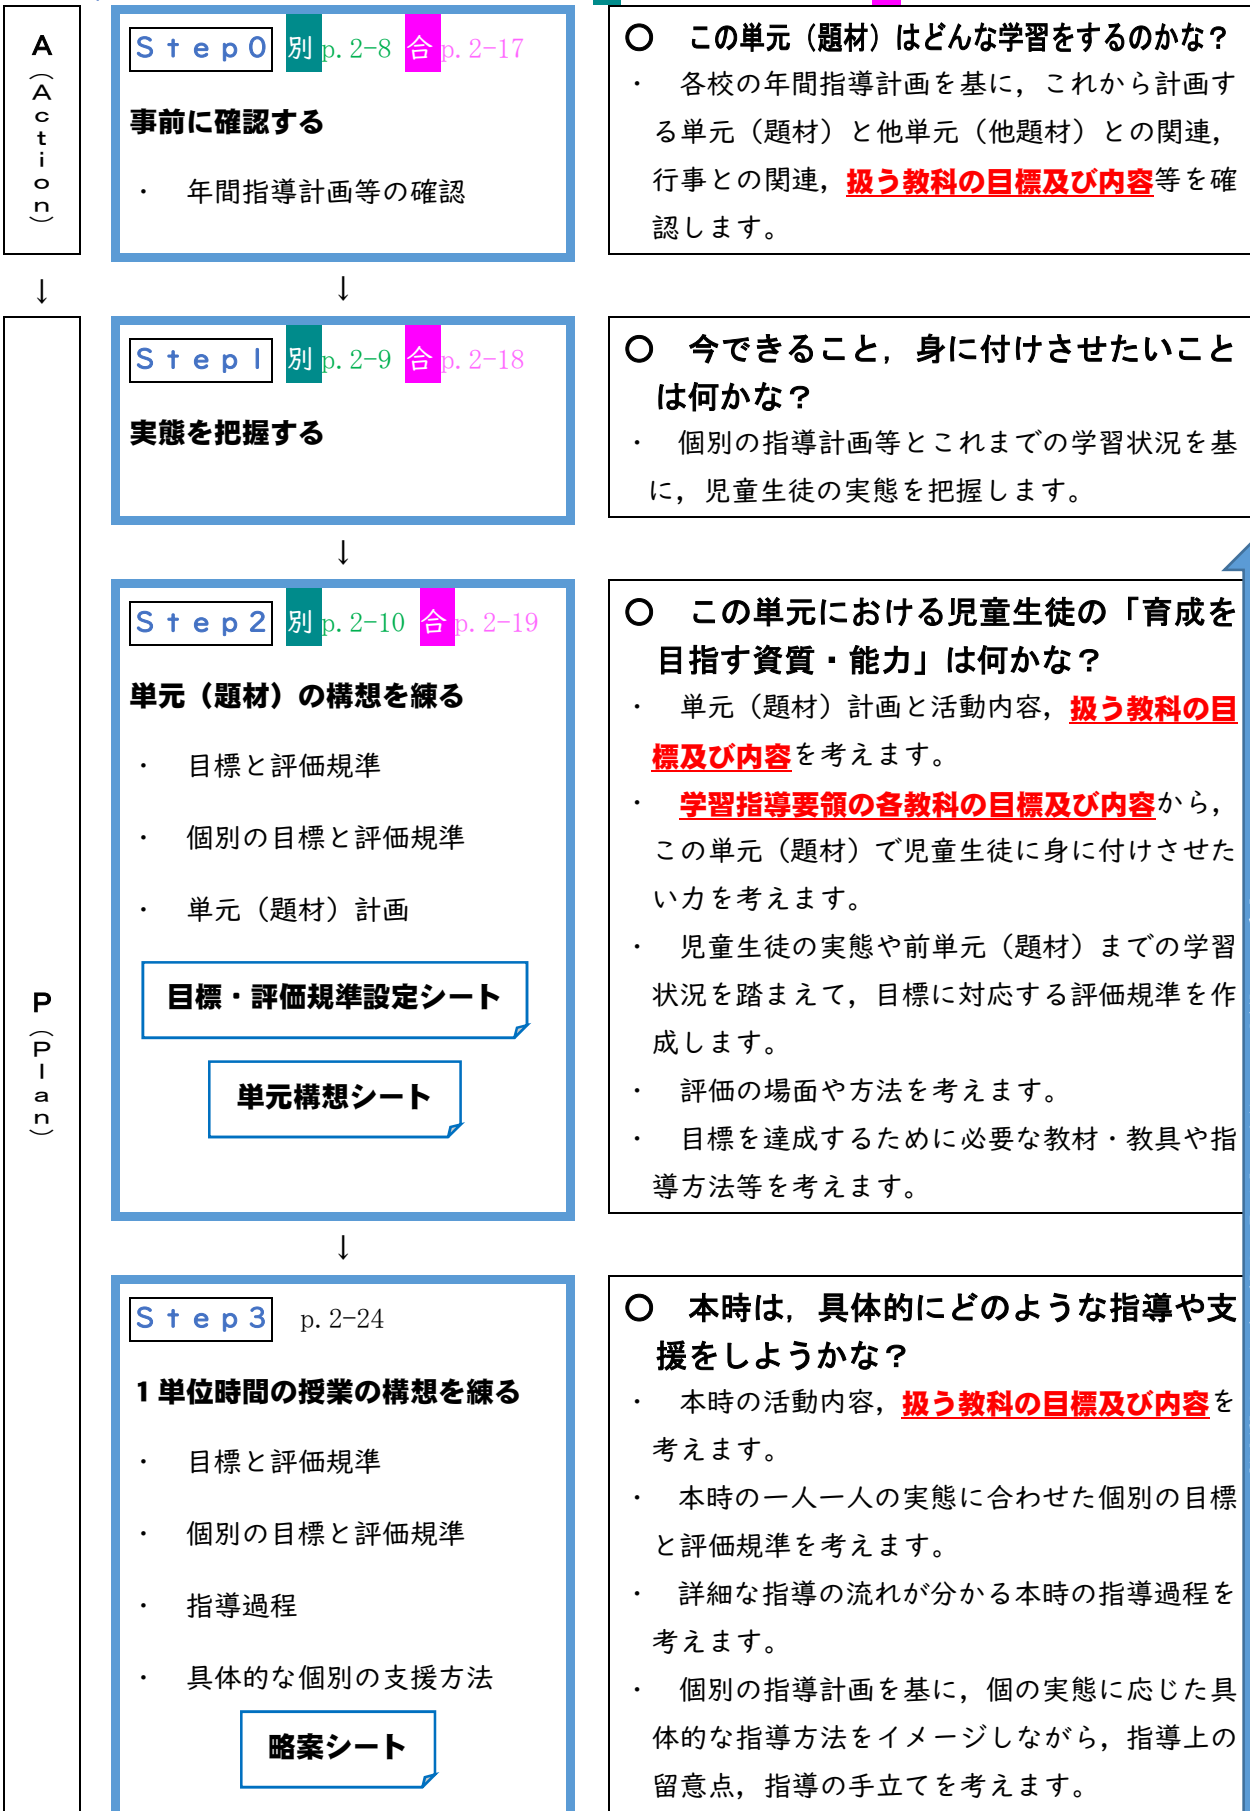 A（Action）
Step0 別 p.2-8 合 p.2-17
事前に確認する
・　年間指導計画等の確認
○　この単元（題材）はどんな学習をするのかな？
・　各校の年間指導計画を基に，これから計画す
る単元（題材）と他単元（他題材）との関連，
行事との関連，扱う教科の目標及び内容等を確
認します。
↓
↓
P（Plan）
Step1 別 p.2-9 合 p.2-18
実態を把握する
○　今できること，身に付けさせたいこと
は何かな？
・　個別の指導計画等とこれまでの学習状況を基
に，児童生徒の実態を把握します。
↓
Step2 別 p.2-10 合 p.2-19
単元（題材）の構想を練る
・　目標と評価規準
・　個別の目標と評価規準
・　単元（題材）計画
目標・評価規準設定シート
単元構想シート
○　この単元における児童生徒の「育成を
目指す資質・能力」は何かな？
・　単元（題材）計画と活動内容，扱う教科の目
標及び内容を考えます。
・　学習指導要領の各教科の目標及び内容から，
この単元（題材）で児童生徒に身に付けさせた
い力を考えます。
・　児童生徒の実態や前単元（題材）までの学習
状況を踏まえて，目標に対応する評価規準を作
成します。
・　評価の場面や方法を考えます。
・　目標を達成するために必要な教材・教具や指
導方法等を考えます。
↓
Step3 p.2-24
1単位時間の授業の構想を練る
・　目標と評価規準
・　個別の目標と評価規準
・　指導過程
・　具体的な個別の支援方法
略案シート
○　本時は，具体的にどのような指導や支
援をしようかな？
・　本時の活動内容，扱う教科の目標及び内容を
考えます。
・　本時の一人一人の実態に合わせた個別の目標
と評価規準を考えます。
・　詳細な指導の流れが分かる本時の指導過程を
考えます。
・　個別の指導計画を基に，個の実態に応じた具
体的な指導方法をイメージしながら，指導上の
留意点，指導の手立てを考えます。